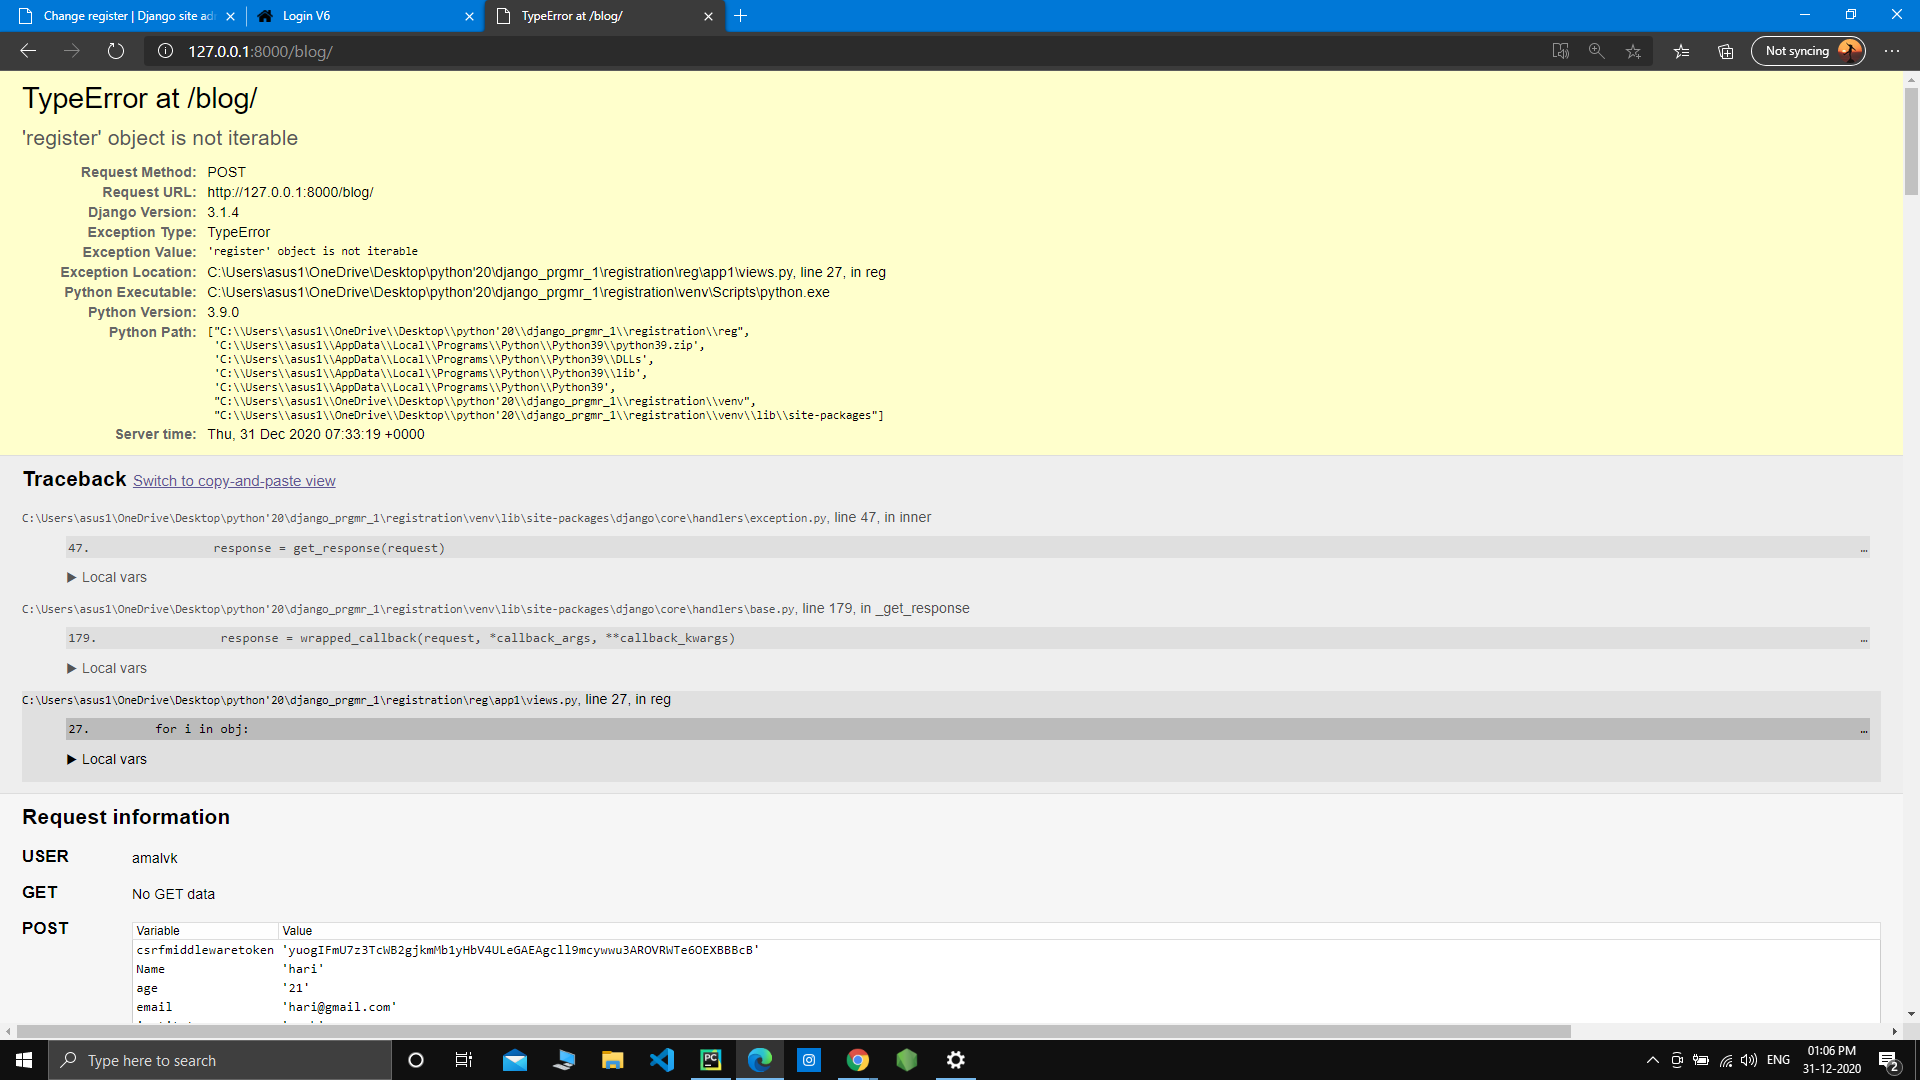 Change register | Django site adr
Login V6
TypeError at /blog/
127.0.0.1:8000/blog/
Not syncing
TypeError at /blog/
'register' object is not iterable
Request Method: POST
Request URL: http://127.0.0.1:8000/blog/
Django Version: 3.1.4
Exception Type: TypeError
Exception Value: 'register' object is not iterable
Exception Location: C:\Users\asus1\OneDrive\Desktop\python'20\django_prgmr_1\registration\reg\app1\views.py, line 27, in reg
Python Executable: C:\Users\asus1\OneDrive\Desktop\python'20\django_prgmr_1\registration\venv\Scripts\python.exe
Python Version: 3.9.0
Python Path: ["C:\\Users\\asus1\\OneDrive\\Desktop\\python'20\\django_prgmr_1\\registration\\reg",
'C:\\Users\\asus1\\AppData\\Local\\Programs\\Python\\Python39\\python39.zip',
'C:\\Users\\asus1\\AppData\\Local\\Programs\\Python\\Python39\\DLLs',
'C:\\Users\\asus1\\AppData\\Local\\Programs\\Python\\Python39\\lib',
'C:\\Users\\asus1\\AppData\\Local\\Programs\\Python\\Python39',
"C:\\Users\\asus1\\OneDrive\\Desktop\\python'20\\django_prgmr_1\\registration\\venv",
"C:\\Users\\asus1\\OneDrive\\Desktop\\python'20\\django_prgmr_1\\registration\\venv\\lib\\site-packages"]
Server time: Thu, 31 Dec 2020 07:33:19 +0000
Traceback Switch to copy-and-paste view
C:\Users\asus1\OneDrive\Desktop\python'20\django_prgmr_1\registration\venv\lib\site-packages\django\core\handlers\exception.py, line 47, in inner
47. response = get_response(request) …
▶ Local vars
C:\Users\asus1\OneDrive\Desktop\python'20\django_prgmr_1\registration\venv\lib\site-packages\django\core\handlers\base.py, line 179, in _get_response
179. response = wrapped_callback(request, *callback_args, **callback_kwargs) …
▶ Local vars
C:\Users\asus1\OneDrive\Desktop\python'20\django_prgmr_1\registration\reg\app1\views.py, line 27, in reg
27. for i in obj: …
▶ Local vars
Request information
USER amalvk
GET No GET data
POST
Variable Value
csrfmiddlewaretoken 'yuogIFmU7z3TcWB2gjkmMb1yHbV4ULeGAEAgcll9mcywwu3AROVRWTe6OEXBBBcB'
Name 'hari'
age '21'
email 'hari@gmail.com'
Type here to search
ENG
01:06 PM
31-12-2020
2